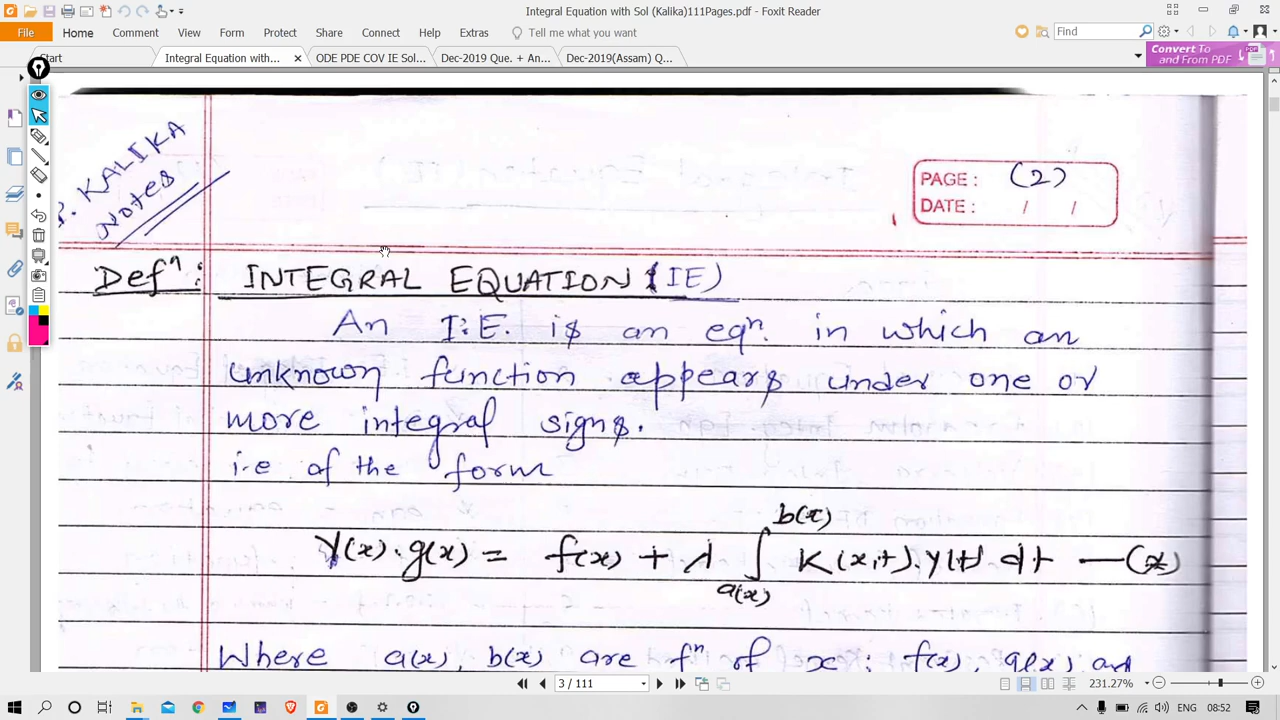 Integral Equation with Sol (Kalika)111Pages.pdf - Foxit Reader
File Home Comment View Form Protect Share Connect Help Extras Tell me what you want Find
Start Integral Equation with... × ODE PDE COV IE Sol... Dec-2019 Que. + An... Dec-2019(Assam) Q...
Convert To
and From PDF
P. KALIKA
Notes
PAGE : (2)
DATE : / /
Defⁿ: INTEGRAL EQUATION (IE)
An I.E. is an eqⁿ. in which an
unknown function appears under one or
more integral signs.
i.e of the form
y(x)·g(x) = f(x) + λ ∫_{a(x)}^{b(x)} K(x,t).y(t) dt —(*)
Where a(x), b(x) are fⁿ of x; f(x), g(x) and
3 / 111 231.27%
ENG 08:52